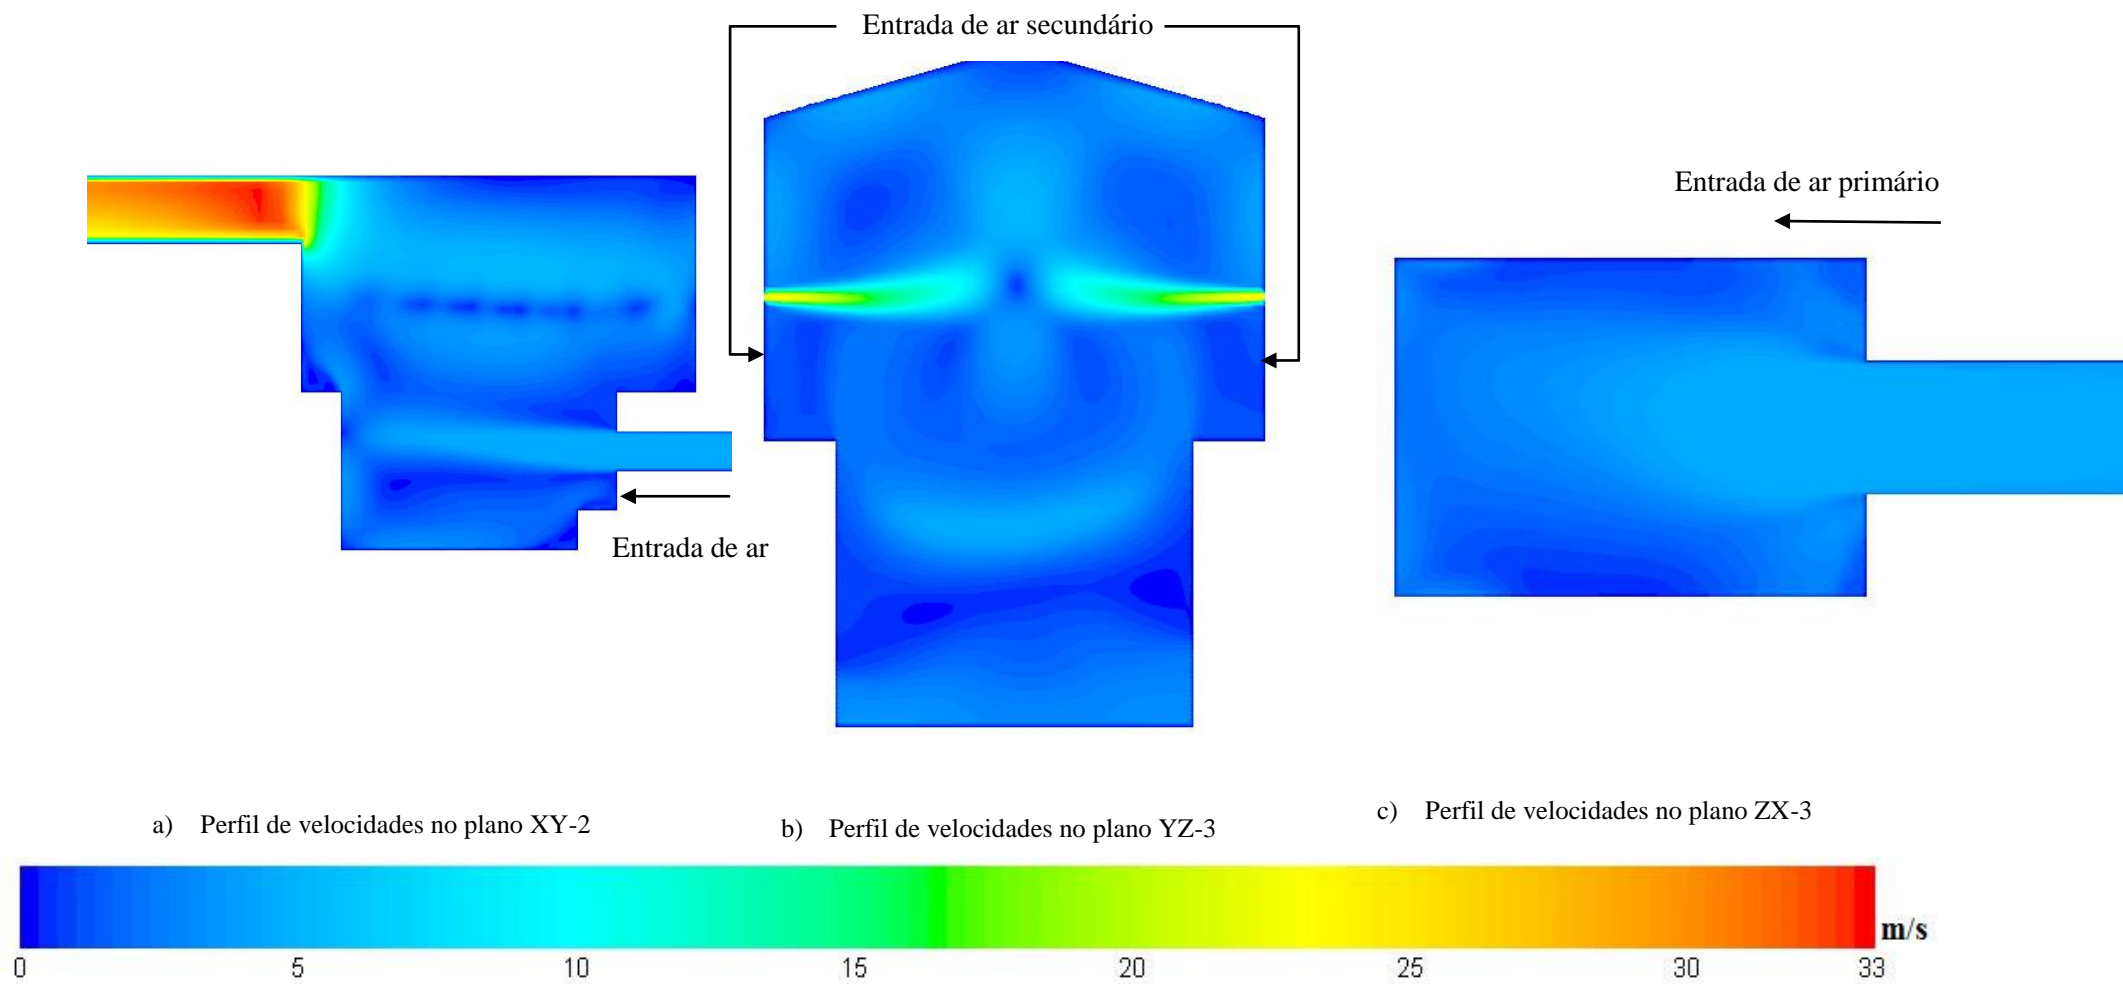 Entrada de ar secundário
Entrada de ar primário
Entrada de ar
a) Perfil de velocidades no plano XY-2
b) Perfil de velocidades no plano YZ-3
c) Perfil de velocidades no plano ZX-3
m/s
0 5 10 15 20 25 30 33